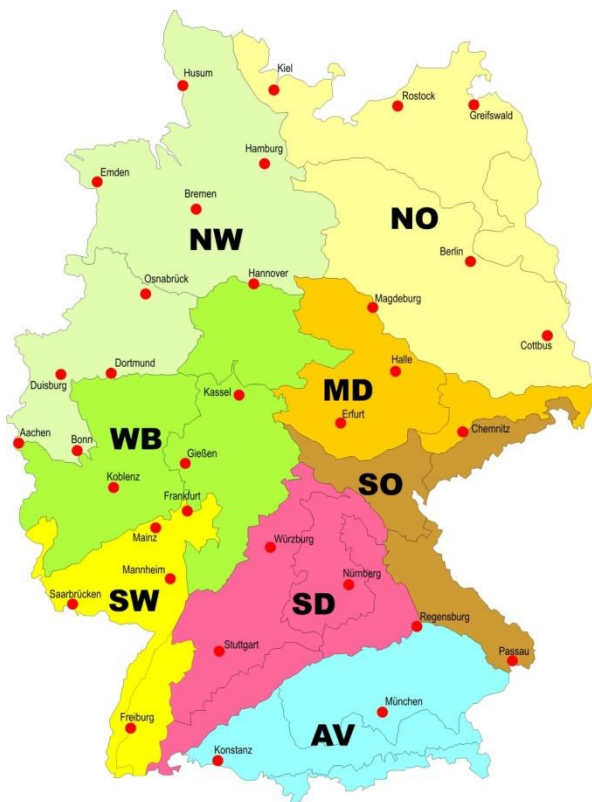 Kiel
Husum
Rostock
Greifswald
Hamburg
Emden
Bremen
NW
NO
Berlin
Osnabrück
Hannover
Magdeburg
Cottbus
Dortmund
Halle
Duisburg
Kassel
MD
Erfurt
Chemnitz
Aachen
Bonn
WB
Gießen
SO
Koblenz
Frankfurt
Mainz
Würzburg
Mannheim
Nürnberg
Saarbrücken
SW
SD
Regensburg
Stuttgart
Passau
München
Freiburg
AV
Konstanz